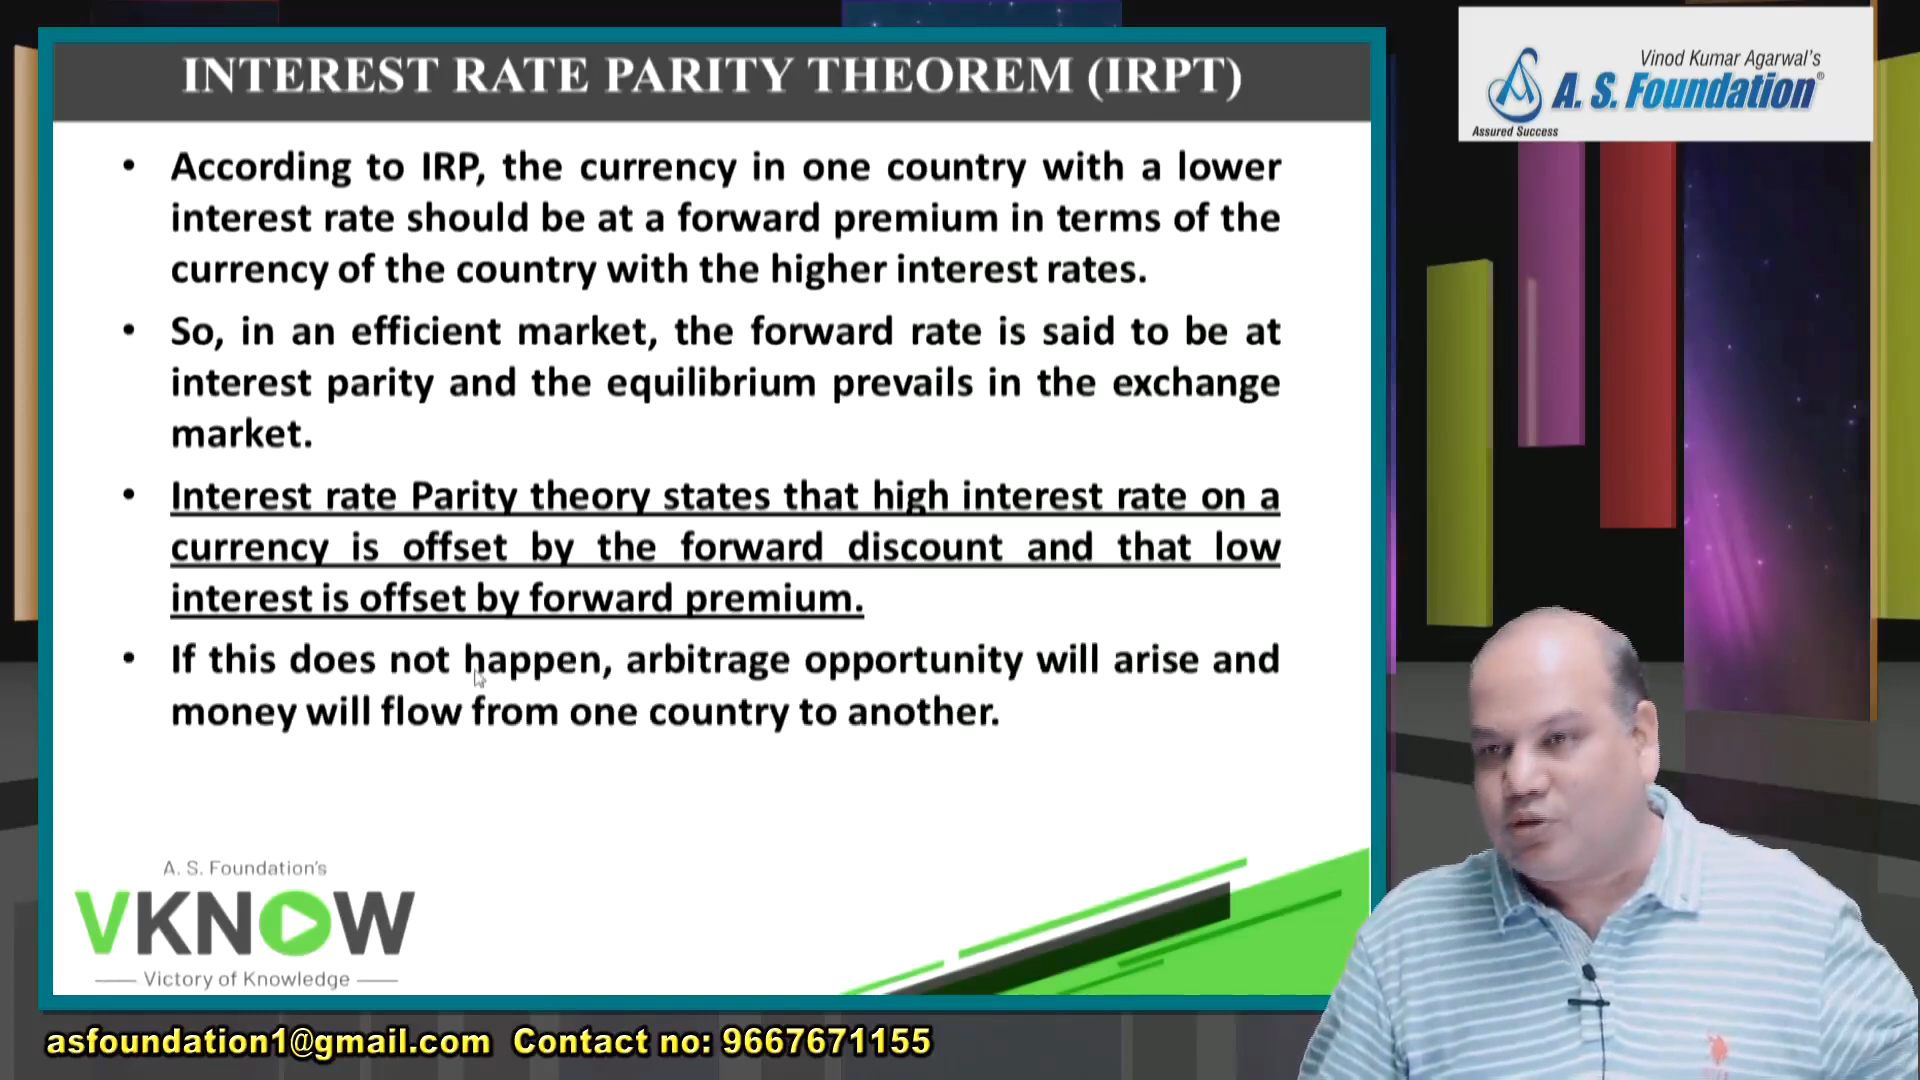 INTEREST RATE PARITY THEOREM (IRPT)
Vinod Kumar Agarwal's
A. S. Foundation®
Assured Success
• According to IRP, the currency in one country with a lower
interest rate should be at a forward premium in terms of the
currency of the country with the higher interest rates.
• So, in an efficient market, the forward rate is said to be at
interest parity and the equilibrium prevails in the exchange
market.
• Interest rate Parity theory states that high interest rate on a
currency is offset by the forward discount and that low
interest is offset by forward premium.
• If this does not happen, arbitrage opportunity will arise and
money will flow from one country to another.
A. S. Foundation's
VKNOW
Victory of Knowledge
asfoundation1@gmail.com Contact no: 9667671155